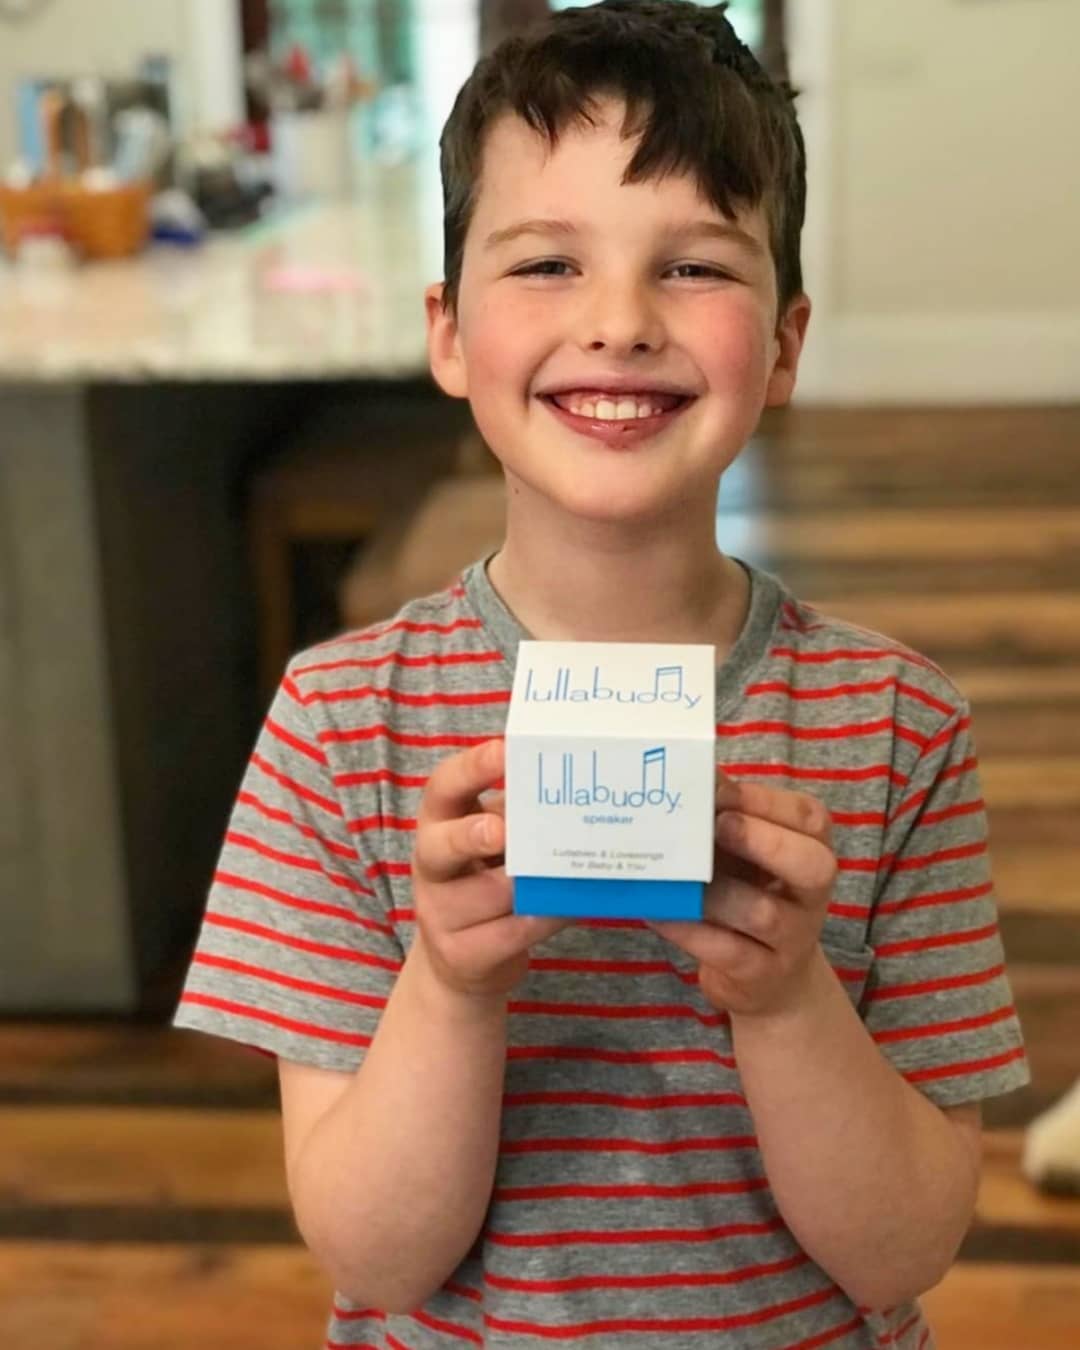 lullabuddy
lullabuddy
speaker
Lullabies & Lovesongs
for Baby & You